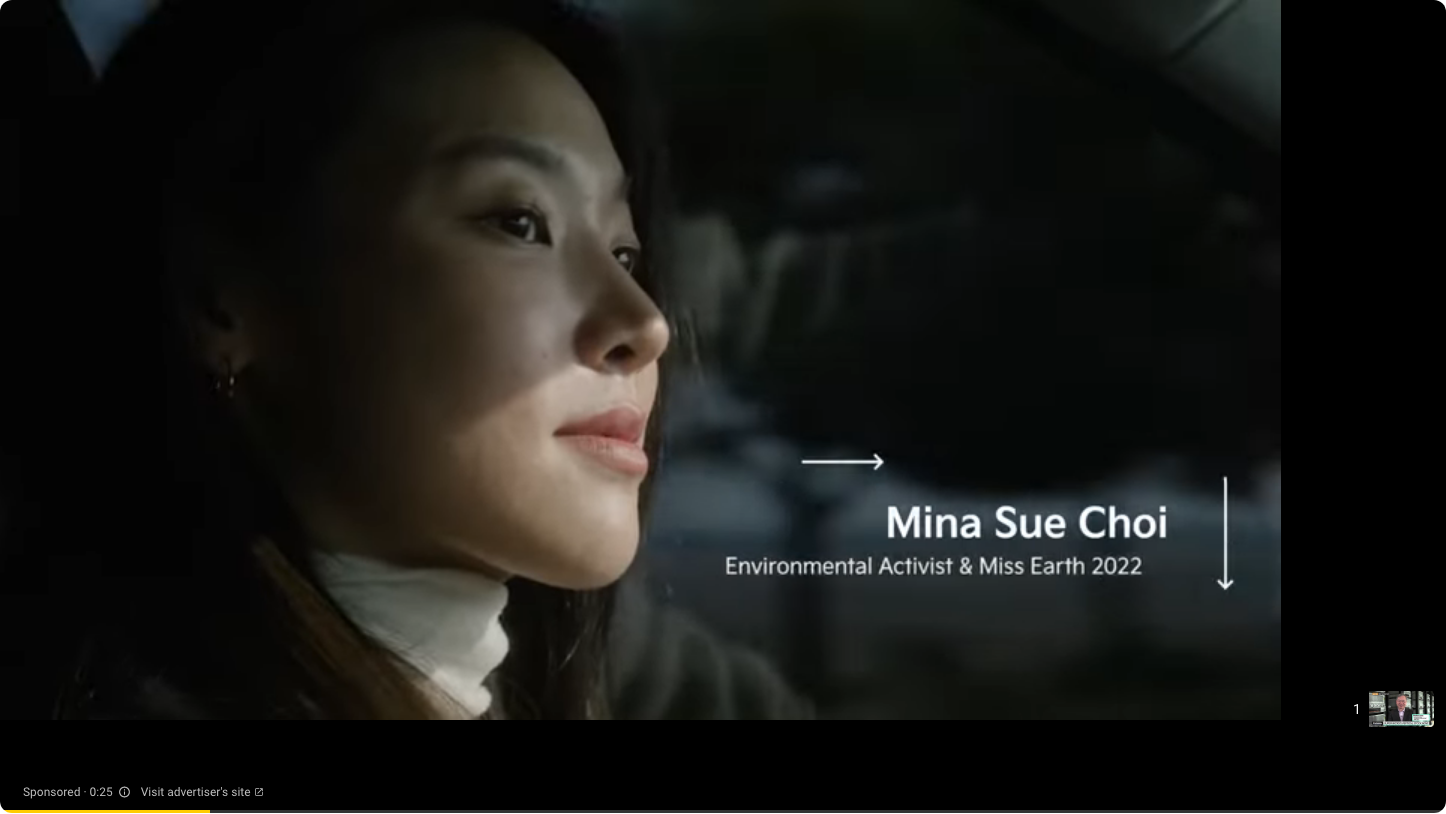 Mina Sue Choi
Environmental Activist & Miss Earth 2022
1
Sponsored · 0:25
Visit advertiser's site